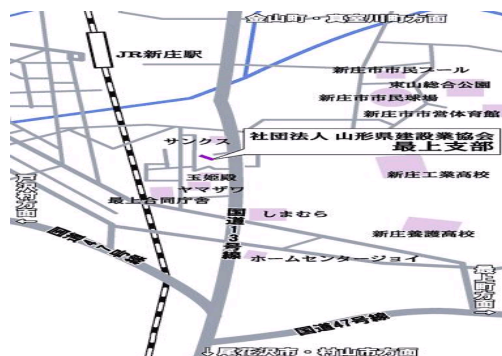 ↑金山町・真室川町方面
JR新庄駅
新庄市市民プール
東山総合公園
新庄市市民球場
新庄市市営体育館
サンクス
社団法人 山形県建設業協会
最上支部
玉姫殿
ヤマザワ
最上合同庁舎
新庄工業高校
戸沢村方面
国道13号線
しまむら
新庄養護高校
国道47号線
ホームセンタージョイ
最上町方面→
国道47号線
↓尾花沢市・村山市方面